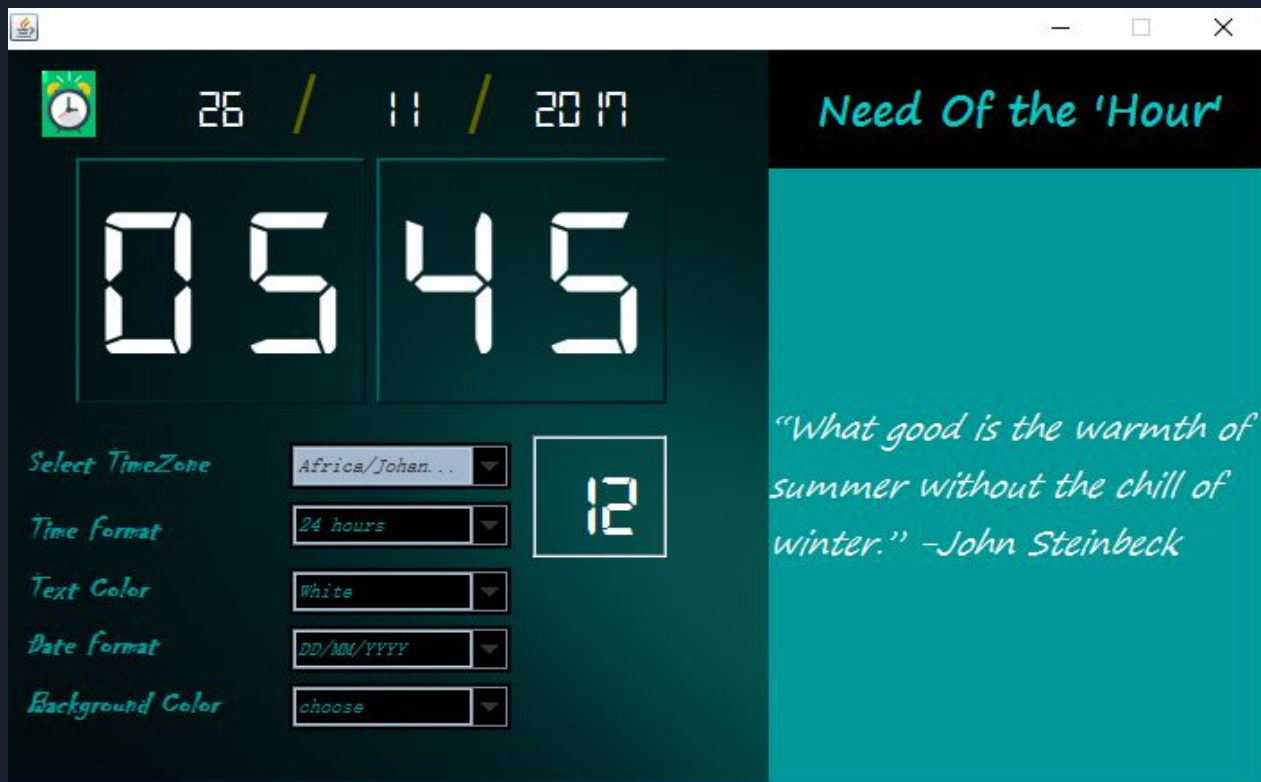 26 / 11 / 2017
Need Of the 'Hour'
05 45
Select TimeZone Africa/Johan...
12
Time Format 24 hours
Text Color White
Date Format DD/MM/YYYY
Background Color choose
“What good is the warmth of
summer without the chill of
winter.” -John Steinbeck